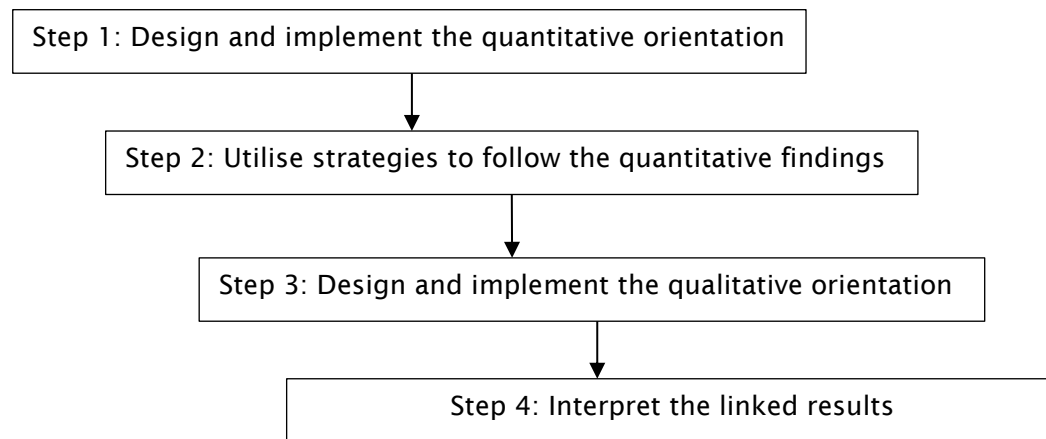 Step 1: Design and implement the quantitative orientation
Step 2: Utilise strategies to follow the quantitative findings
Step 3: Design and implement the qualitative orientation
Step 4: Interpret the linked results